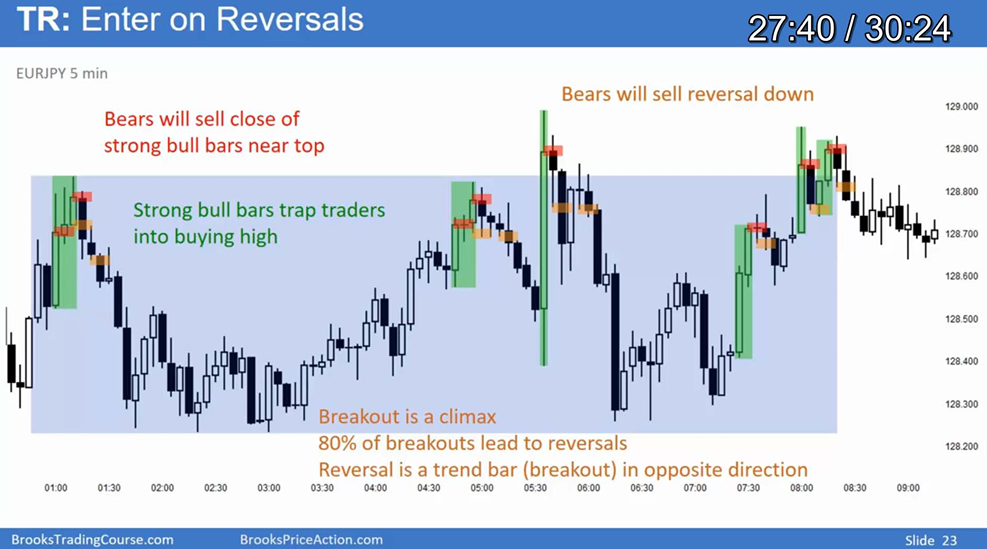 TR: Enter on Reversals
27:40 / 30:24
EURJPY 5 min
Bears will sell reversal down
Bears will sell close of
strong bull bars near top
Strong bull bars trap traders
into buying high
129.000
128.900
128.800
128.700
128.600
128.500
128.400
128.300
128.200
Breakout is a climax
80% of breakouts lead to reversals
Reversal is a trend bar (breakout) in opposite direction
01:00 01:30 02:00 02:30 03:00 03:30 04:00 04:30 05:00 05:30 06:00 06:30 07:00 07:30 08:00 08:30 09:00
BrooksTradingCourse.com BrooksPriceAction.com Slide 23